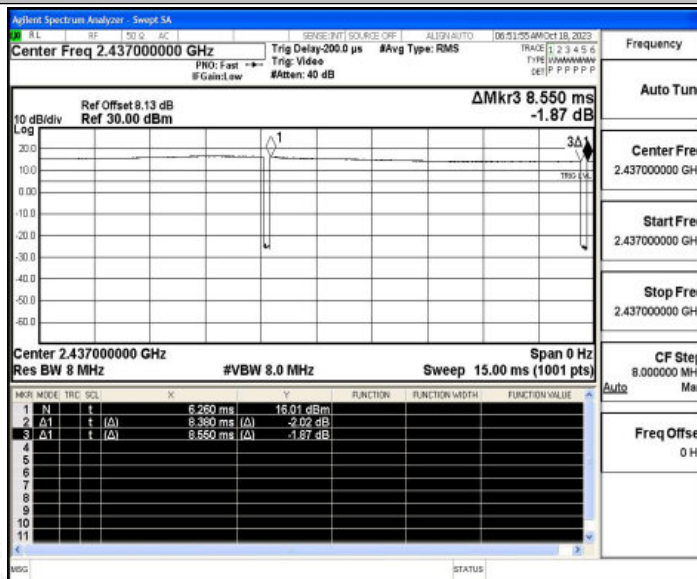 Agilent Spectrum Analyzer - Swept SA
RL RF 50 Ω AC SENSE:INT SOURCE OFF ALIGN AUTO 06:51:55 AM Oct 18, 2023
Center Freq 2.437000000 GHz
PNO: Fast
IFGain:Low
Trig Delay-200.0 µs #Avg Type: RMS
Trig: Video
#Atten: 40 dB
TRACE 1 2 3 4 5 6
TYPE WWWWWW
DET P P P P P P
Frequency
Auto Tun
Center Fre
2.437000000 GH
Start Fre
2.437000000 GH
Stop Fre
2.437000000 GH
CF Ste
8.000000 MH
Auto Ma
Freq Offse
0 H
Ref Offset 8.13 dB
10 dB/div Ref 30.00 dBm
ΔMkr3 8.550 ms
-1.87 dB
Log
1
3Δ1
TRIG LVL
20.0
10.0
0.00
-10.0
-20.0
-30.0
-40.0
-50.0
-60.0
Center 2.437000000 GHz Span 0 Hz
Res BW 8 MHz #VBW 8.0 MHz Sweep 15.00 ms (1001 pts)
MKR MODE TRC SCL X Y FUNCTION FUNCTION WIDTH FUNCTION VALUE
1 N t 6.260 ms 16.01 dBm
2 Δ1 t (Δ) 8.380 ms (Δ) -2.02 dB
3 Δ1 t (Δ) 8.550 ms (Δ) -1.87 dB
4
5
6
7
8
9
10
11
MSG STATUS